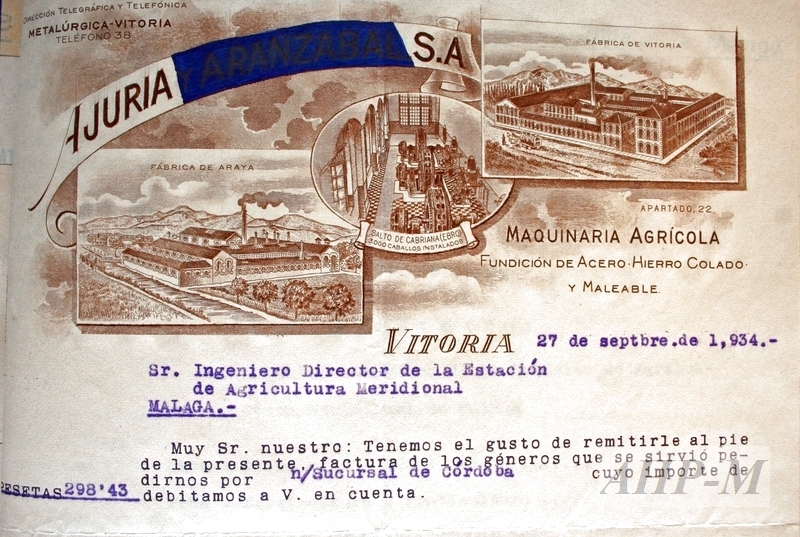 DIRECCIÓN TELEGRÁFICA Y TELEFÓNICA
METALÚRGICA-VITORIA
TELÉFONO 38
AJURIA Y ARANZABAL S.A
FÁBRICA DE VITORIA
FÁBRICA DE ARAYA
SALTO DE CABRIANA (EBRO)
3000 CABALLOS INSTALADOS
APARTADO, 22
MAQUINARIA AGRÍCOLA
FUNDICIÓN DE ACERO·HIERRO COLADO·
Y MALEABLE.
VITORIA 27 de septbre.de 1,934.-
Sr. Ingeniero Director de la Estación
de Agricultura Meridional
MALAGA.-
Muy Sr. nuestro: Tenemos el gusto de remitirle al pie
de la presente, factura de los géneros que se sirvió pe-
dirnos por n/Sucursal de Córdoba cuyo importe de
PESETAS 298'43 debitamos a V. en cuenta.
AHP-M